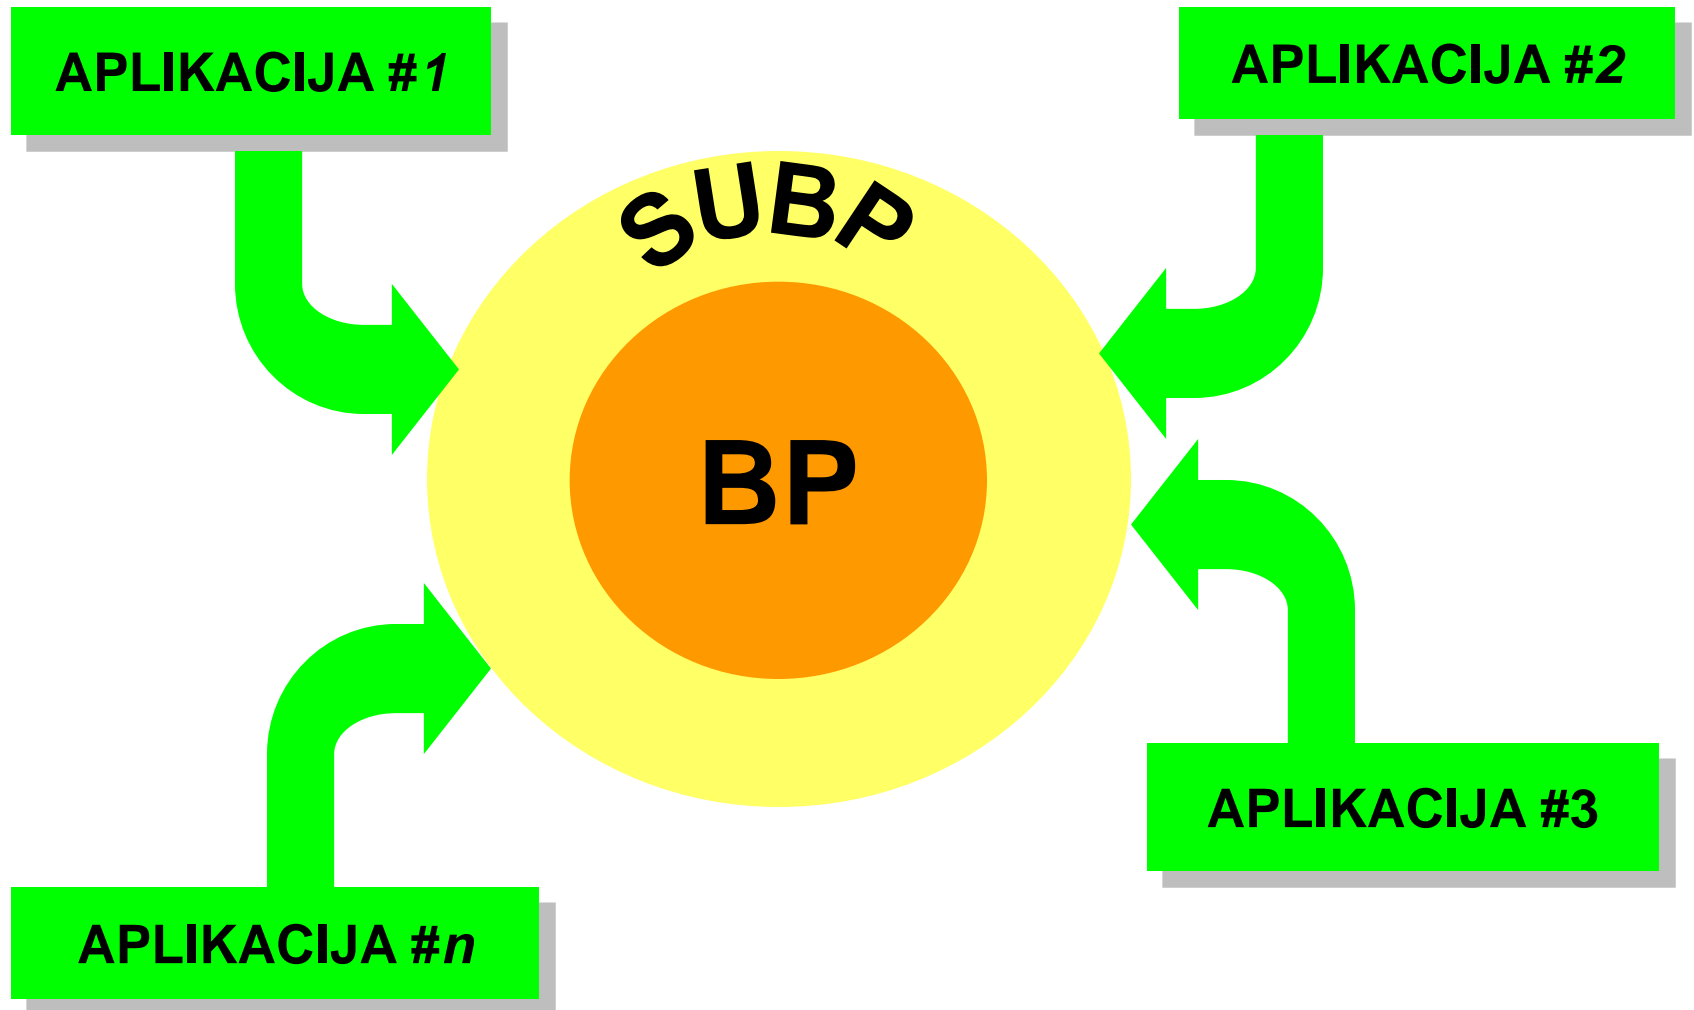 APLIKACIJA #1
APLIKACIJA #2
SUBP
BP
APLIKACIJA #3
APLIKACIJA #n